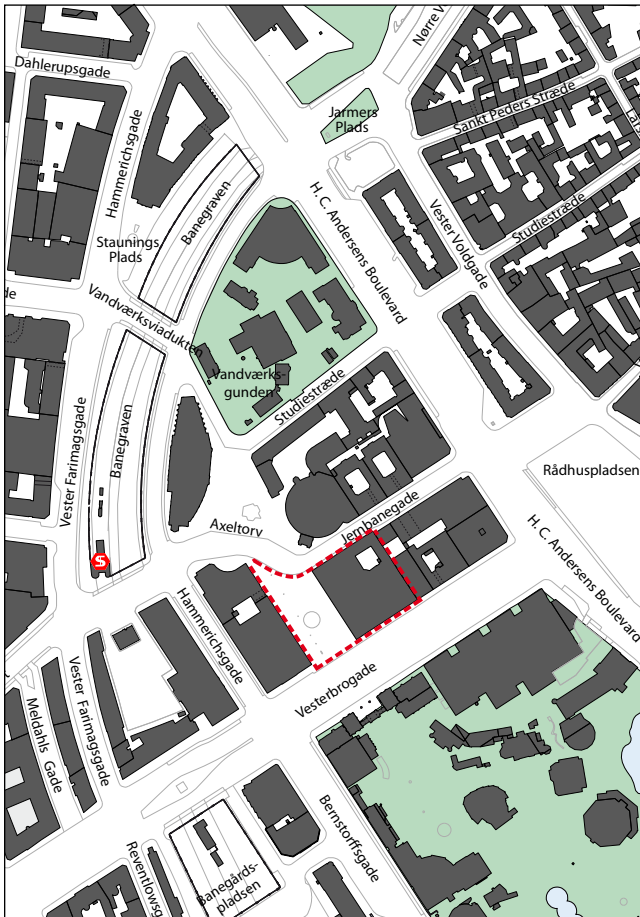 Nørre V
Dahlerupsgade
Jarmers
Plads
Sankt Peders Stræde
Hammerichsgade
Banegraven
H. C. Andersens Boulevard
Vester Voldgade
Studiestræde
Staunings
Plads
de
Vandværksviadukten
Vandværks-
gunden
Studiestræde
Vester Farimagsgade
Banegraven
Rådhuspladsen
Axeltorv
Jernbanegade
H. C. Andersens Boulevard
S
Hammerichsgade
Vesterbrogade
Meldahls Gade
Vester Farimagsgade
Bernstorffsgade
Reventlowsg
Banegårds-
pladsen